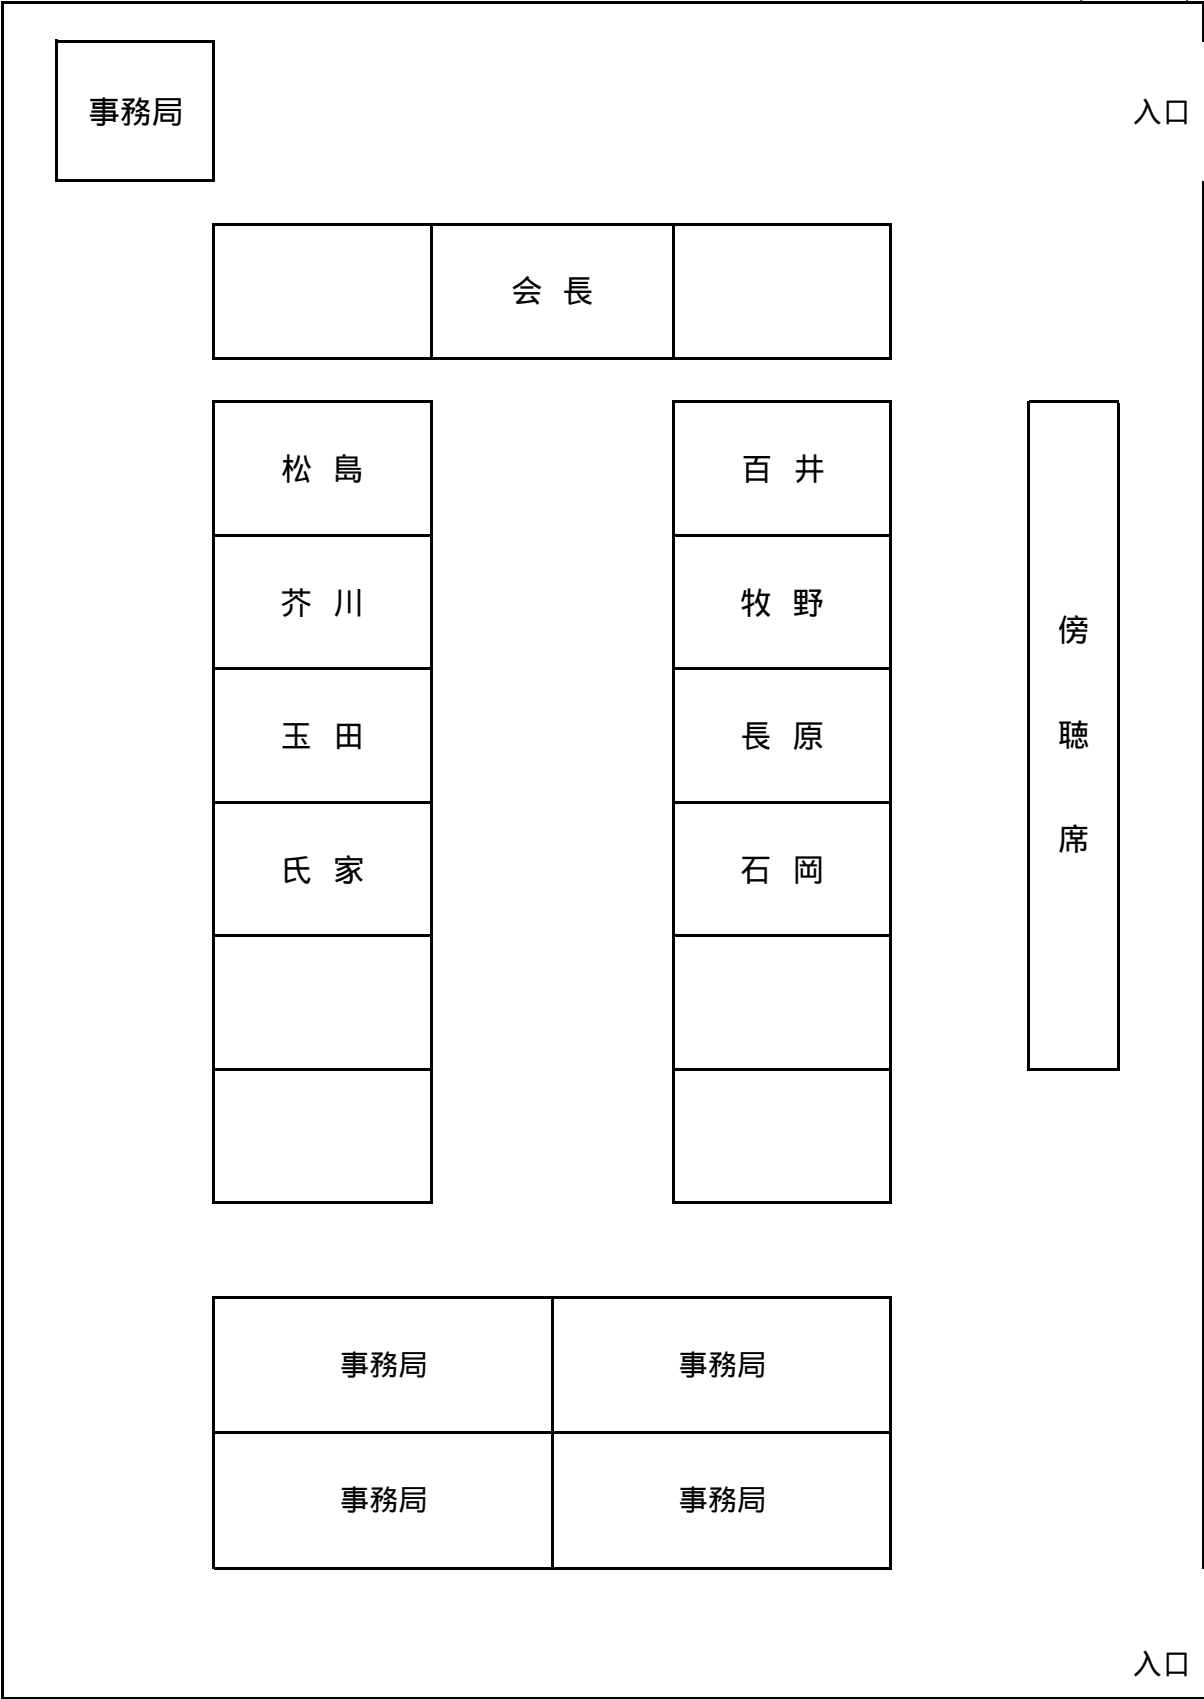 事務局
入口
会 長
松 島
百 井
芥 川
牧 野
玉 田
長 原
氏 家
石 岡
傍
聴
席
事務局
事務局
事務局
事務局
入口